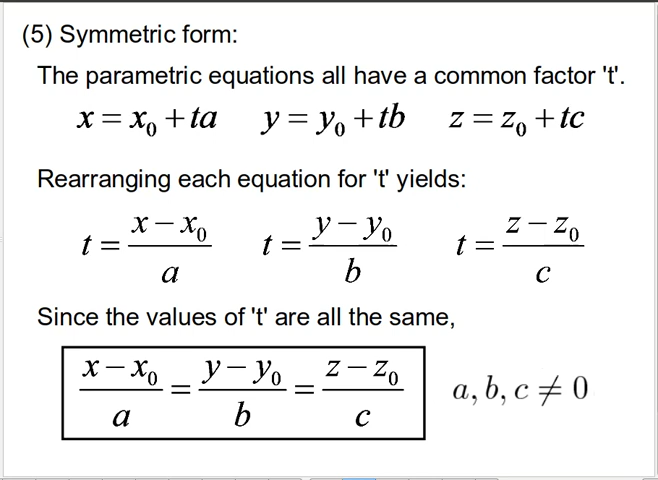 (5) Symmetric form:
The parametric equations all have a common factor 't'.
x = x₀ + ta   y = y₀ + tb   z = z₀ + tc
Rearranging each equation for 't' yields:
t = (x − x₀)/a   t = (y − y₀)/b   t = (z − z₀)/c
Since the values of 't' are all the same,
(x − x₀)/a = (y − y₀)/b = (z − z₀)/c   a, b, c ≠ 0